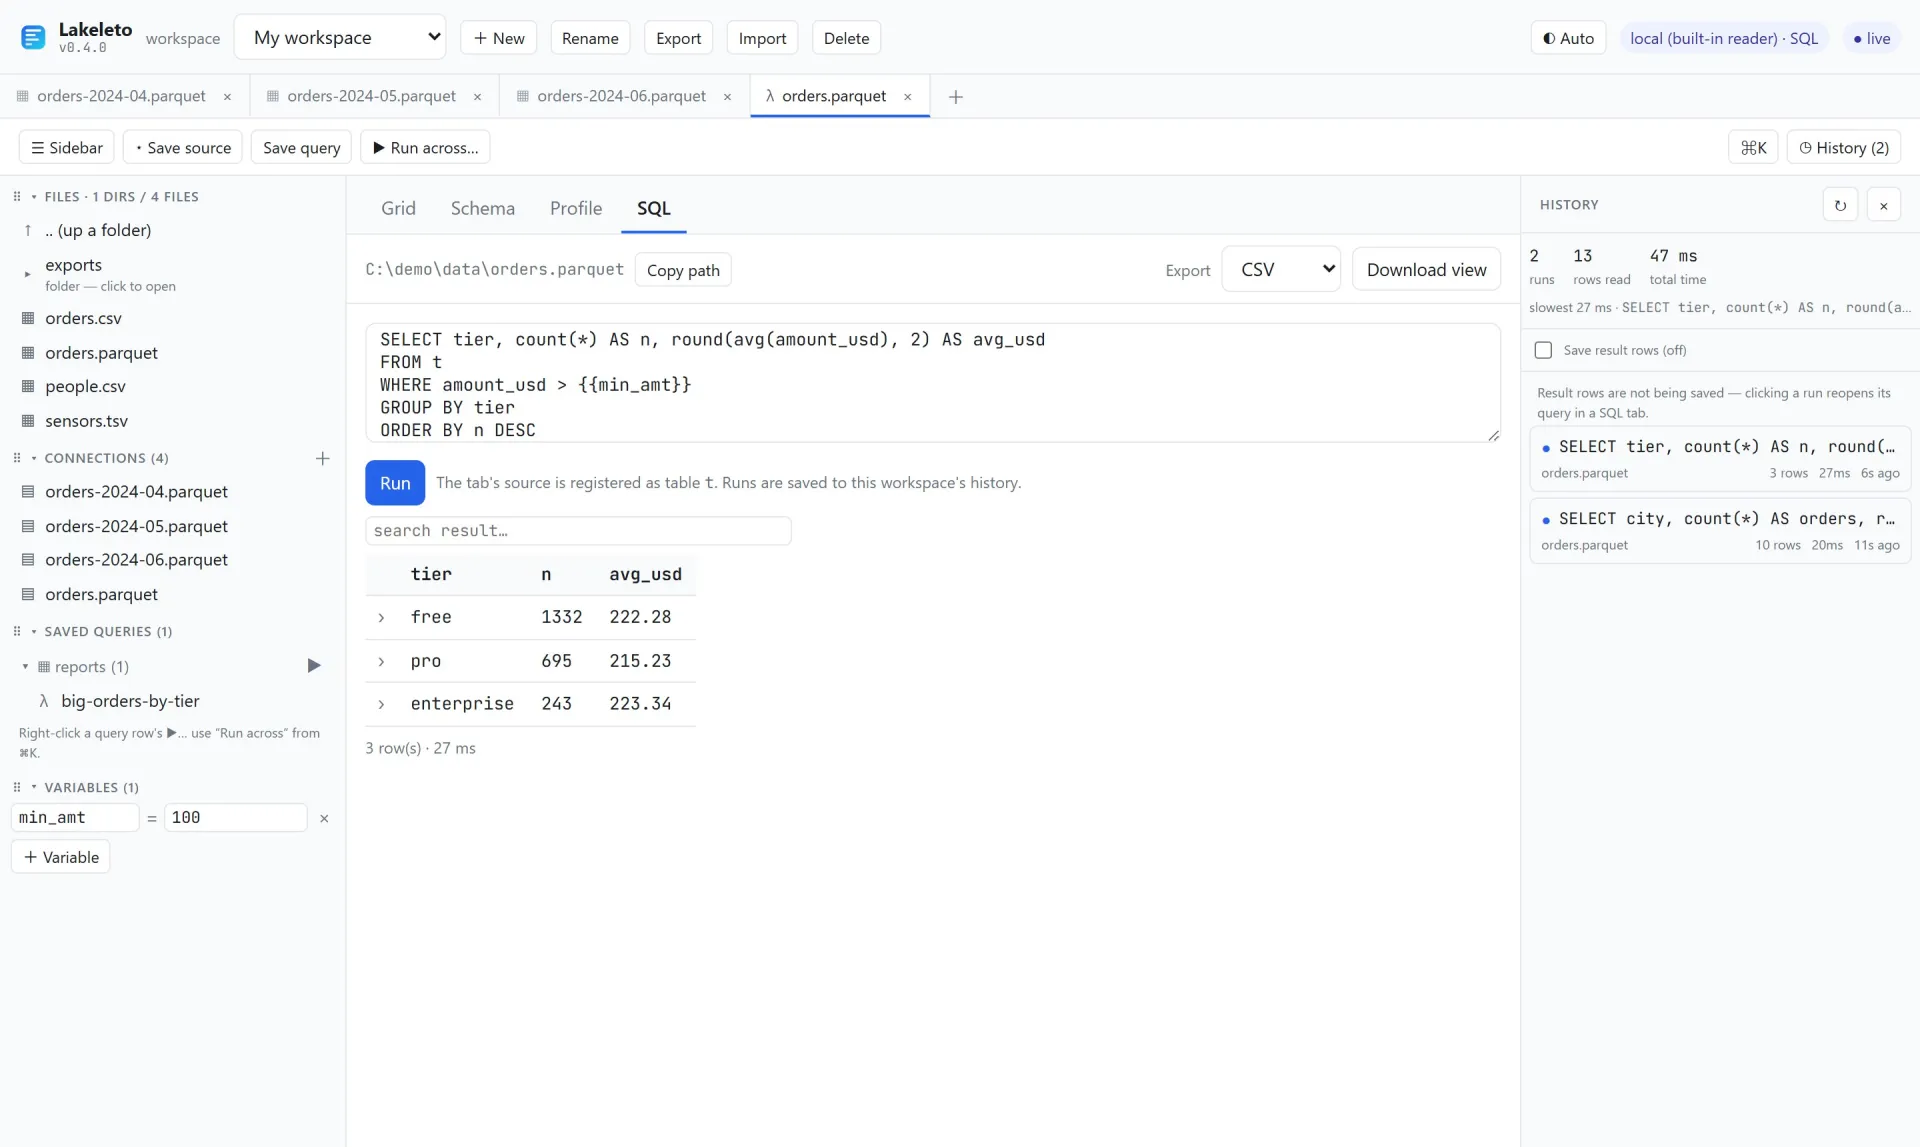 Lakeleto
v0.4.0
workspace
My workspace
+ New
Rename
Export
Import
Delete
Auto
local (built-in reader) · SQL
● live
orders-2024-04.parquet ×
orders-2024-05.parquet ×
orders-2024-06.parquet ×
λ orders.parquet ×
+
☰ Sidebar
· Save source
Save query
▶ Run across...
⌘K
History (2)
FILES · 1 DIRS / 4 FILES
↑ .. (up a folder)
exports
folder — click to open
orders.csv
orders.parquet
people.csv
sensors.tsv
CONNECTIONS (4) +
orders-2024-04.parquet
orders-2024-05.parquet
orders-2024-06.parquet
orders.parquet
SAVED QUERIES (1)
reports (1)
λ big-orders-by-tier
Right-click a query row's ▶... use "Run across" from
⌘K.
VARIABLES (1)
min_amt = 100 ×
+ Variable
Grid
Schema
Profile
SQL
C:\demo\data\orders.parquet
Copy path
Export
CSV
Download view
SELECT tier, count(*) AS n, round(avg(amount_usd), 2) AS avg_usd
FROM t
WHERE amount_usd > {{min_amt}}
GROUP BY tier
ORDER BY n DESC
Run
The tab's source is registered as table t. Runs are saved to this workspace's history.
search result…
tier n avg_usd
› free 1332 222.28
› pro 695 215.23
› enterprise 243 223.34
3 row(s) · 27 ms
HISTORY
↻
×
2 13 47 ms
runs rows read total time
slowest 27 ms · SELECT tier, count(*) AS n, round(a...
Save result rows (off)
Result rows are not being saved — clicking a run reopens its
query in a SQL tab.
● SELECT tier, count(*) AS n, round(…
orders.parquet 3 rows 27ms 6s ago
● SELECT city, count(*) AS orders, r…
orders.parquet 10 rows 20ms 11s ago